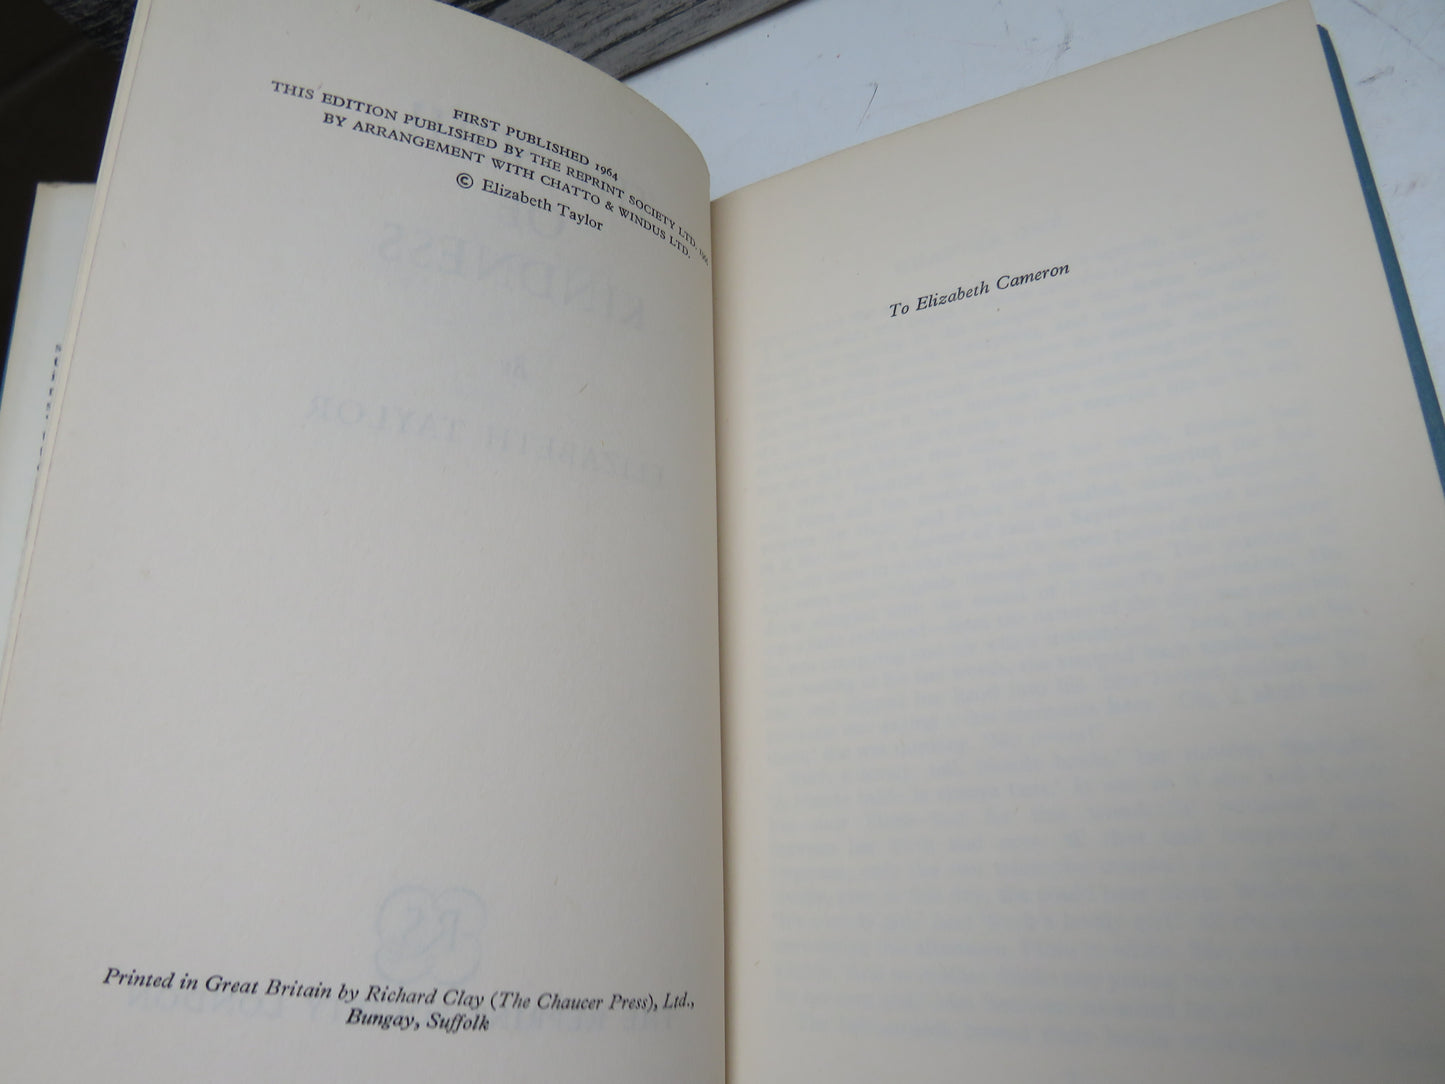 FIRST PUBLISHED 1964
THIS EDITION PUBLISHED BY THE REPRINT SOCIETY LTD.
BY ARRANGEMENT WITH CHATTO & WINDUS LTD.
© Elizabeth Taylor
Printed in Great Britain by Richard Clay (The Chaucer Press), Ltd.,
Bungay, Suffolk
To Elizabeth Cameron